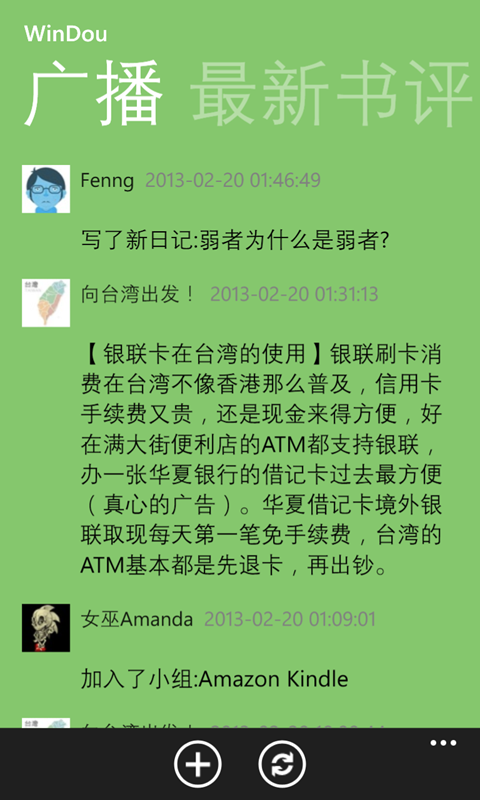 WinDou
广播 最新书评
Fenng 2013-02-20 01:46:49
写了新日记:弱者为什么是弱者?
台湾
向台湾出发！ 2013-02-20 01:31:13
【银联卡在台湾的使用】银联刷卡消
费在台湾不像香港那么普及，信用卡
手续费又贵，还是现金来得方便，好
在满大街便利店的ATM都支持银联，
办一张华夏银行的借记卡过去最方便
（真心的广告）。华夏借记卡境外银
联取现每天第一笔免手续费，台湾的
ATM基本都是先退卡，再出钞。
女巫Amanda 2013-02-20 01:09:01
加入了小组:Amazon Kindle